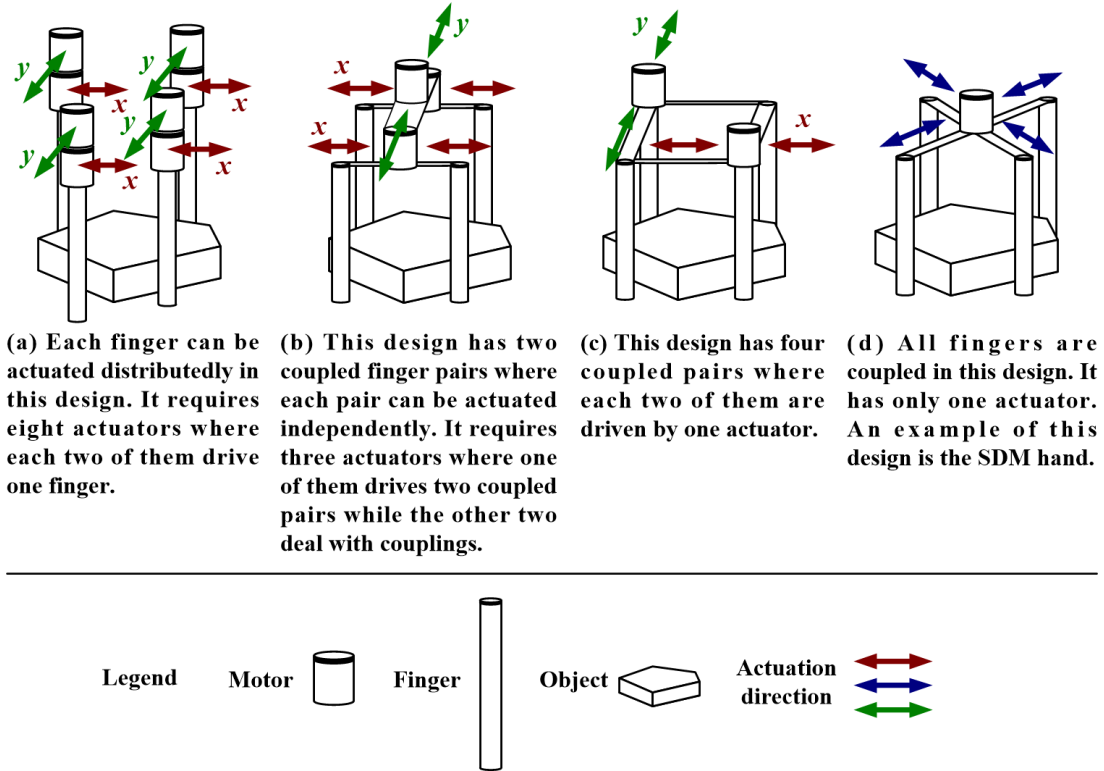 y
y
x
x
y
y
x
x
y
x
x
y
x
(a) Each finger can be
actuated distributedly in
this design. It requires
eight actuators where
each two of them drive
one finger.
(b) This design has two
coupled finger pairs where
each pair can be actuated
independently. It requires
three actuators where one
of them drives two coupled
pairs while the other two
deal with couplings.
(c) This design has four
coupled pairs where
each two of them are
driven by one actuator.
(d) All fingers are
coupled in this design. It
has only one actuator.
An example of this
design is the SDM hand.
Legend
Motor
Finger
Object
Actuation
direction